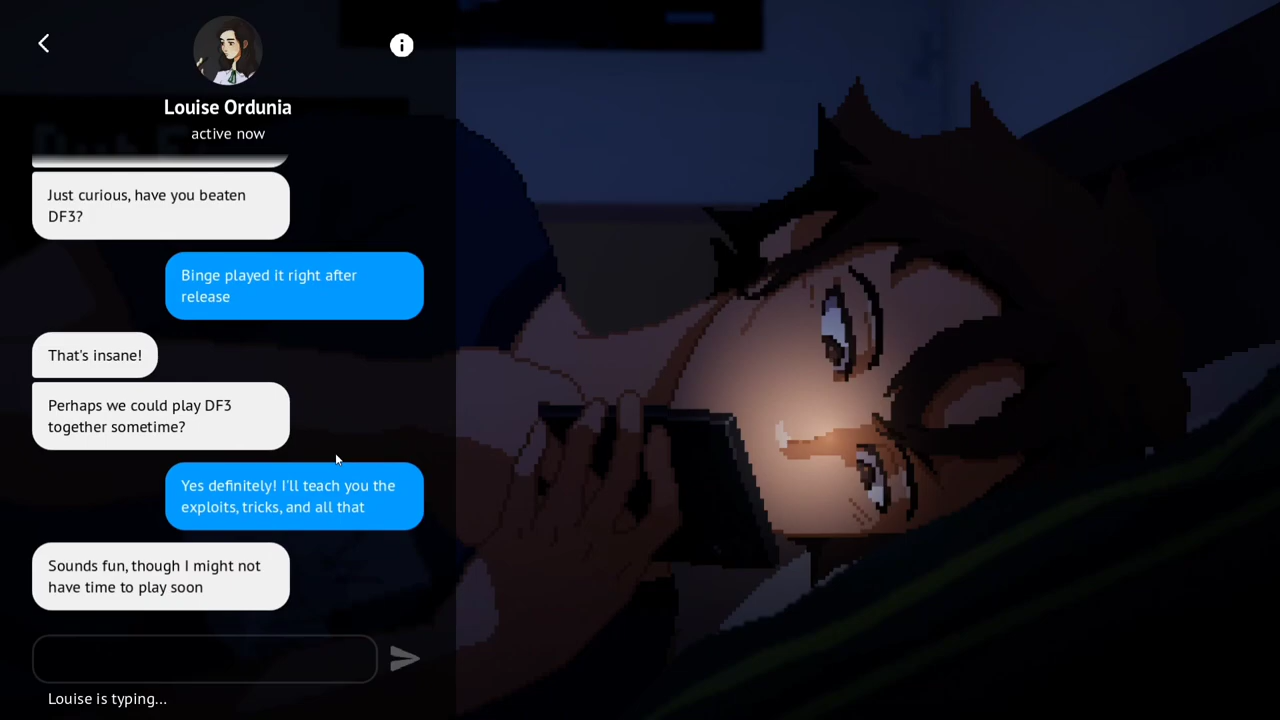 Louise Ordunia
active now
Just curious, have you beaten
DF3?
Binge played it right after
release
That's insane!
Perhaps we could play DF3
together sometime?
Yes definitely! I'll teach you the
exploits, tricks, and all that
Sounds fun, though I might not
have time to play soon
Louise is typing...